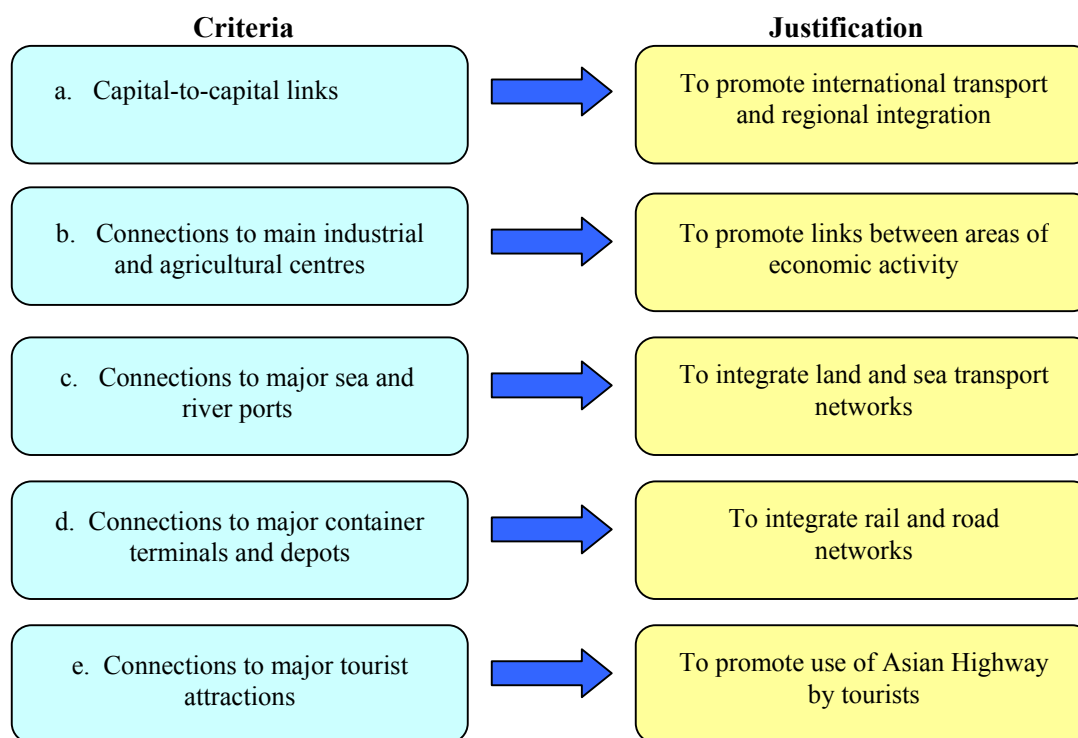 Criteria
Justification
a. Capital-to-capital links
To promote international transport
and regional integration
b. Connections to main industrial
and agricultural centres
To promote links between areas of
economic activity
c. Connections to major sea and
river ports
To integrate land and sea transport
networks
d. Connections to major container
terminals and depots
To integrate rail and road
networks
e. Connections to major tourist
attractions
To promote use of Asian Highway
by tourists